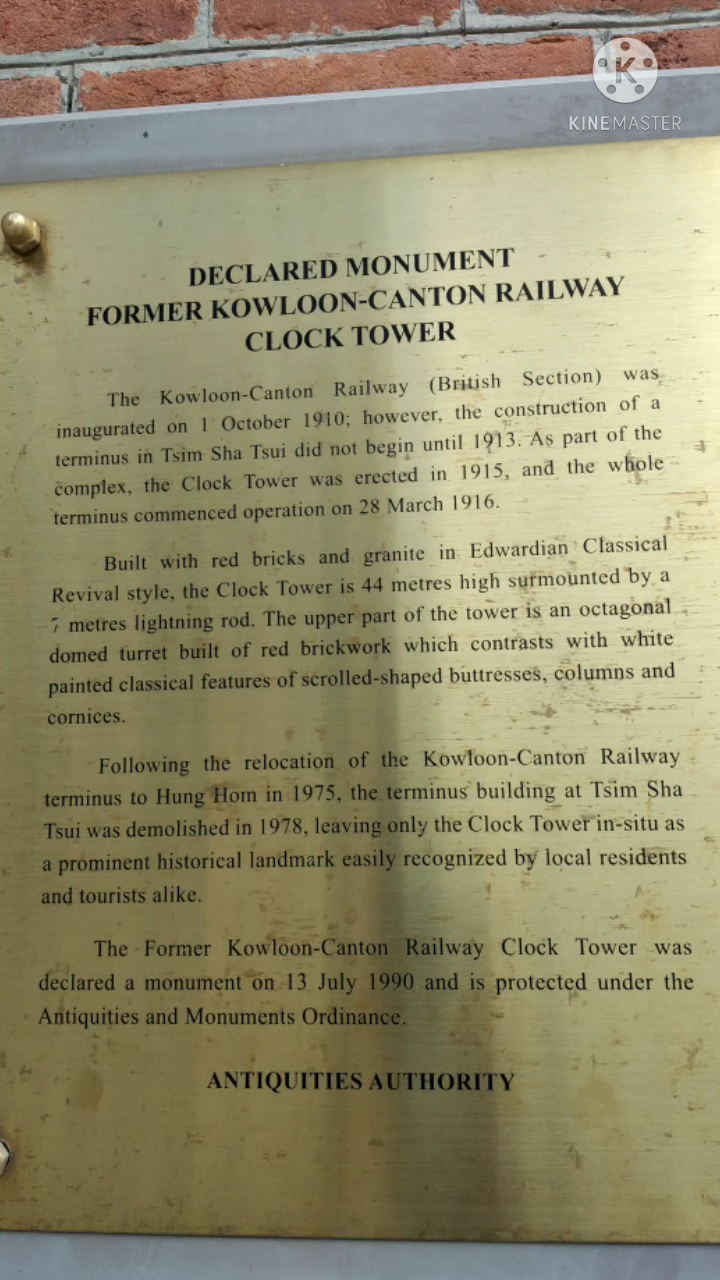 KINEMASTER
DECLARED MONUMENT
FORMER KOWLOON-CANTON RAILWAY
CLOCK TOWER
The Kowloon-Canton Railway (British Section) was
inaugurated on 1 October 1910; however, the construction of a
terminus in Tsim Sha Tsui did not begin until 1913. As part of the
complex, the Clock Tower was erected in 1915, and the whole
terminus commenced operation on 28 March 1916.
Built with red bricks and granite in Edwardian Classical
Revival style, the Clock Tower is 44 metres high surmounted by a
7 metres lightning rod. The upper part of the tower is an octagonal
domed turret built of red brickwork which contrasts with white
painted classical features of scrolled-shaped buttresses, columns and
cornices.
Following the relocation of the Kowloon-Canton Railway
terminus to Hung Hom in 1975, the terminus building at Tsim Sha
Tsui was demolished in 1978, leaving only the Clock Tower in-situ as
a prominent historical landmark easily recognized by local residents
and tourists alike.
The Former Kowloon-Canton Railway Clock Tower was
declared a monument on 13 July 1990 and is protected under the
Antiquities and Monuments Ordinance.
ANTIQUITIES AUTHORITY